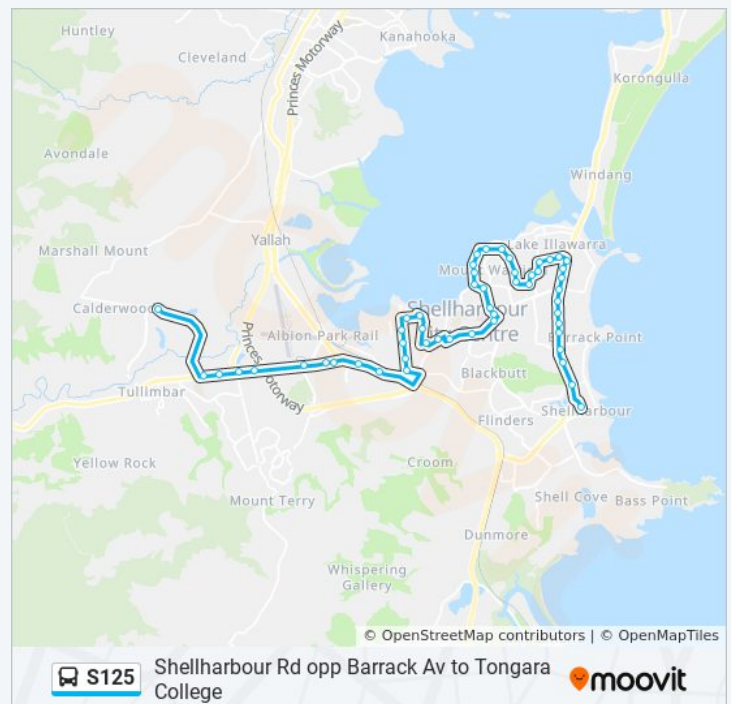 Huntley
Kanahooka
Cleveland
Princes Motorway
Korongulla
Avondale
Windang
Yallah
Lake Illawarra
Marshall Mount
Calderwood
Shellharbour
Albion Park Rail
Barrack Point
Princes Motorway
Blackbutt
Tullimbar
Shellharbour
Flinders
Yellow Rock
Croom
Mount Terry
Shell Cove
Bass Point
Dunmore
Whispering
Gallery
© OpenStreetMap contributors | © OpenMapTiles
S125
Shellharbour Rd opp Barrack Av to Tongara
College
moovit